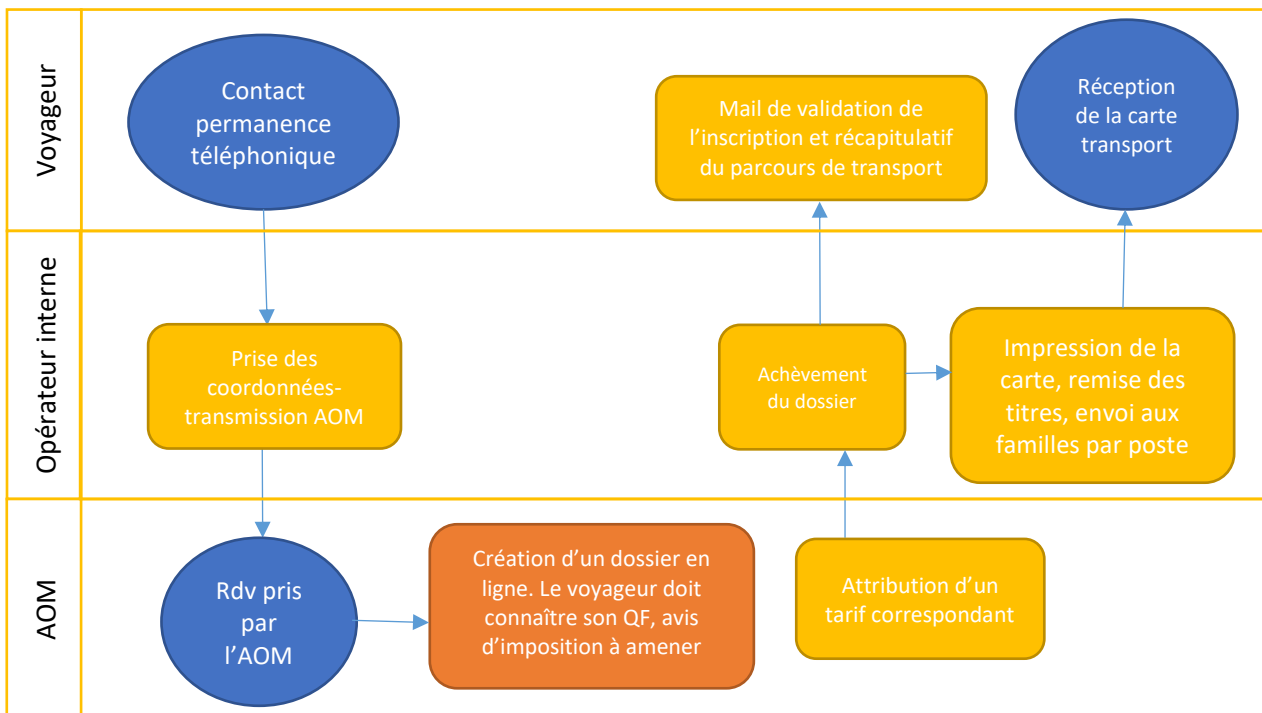 Voyageur
Contact
permanence
téléphonique
Mail de validation de
l’inscription et récapitulatif
du parcours de transport
Réception
de la carte
transport
Opérateur interne
Prise des
coordonnées-
transmission AOM
Achèvement
du dossier
Impression de la
carte, remise des
titres, envoi aux
familles par poste
AOM
Rdv pris
par
l’AOM
Création d’un dossier en
ligne. Le voyageur doit
connaître son QF, avis
d’imposition à amener
Attribution d’un
tarif correspondant